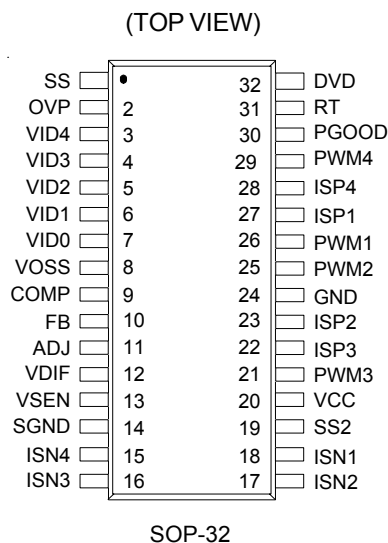 (TOP VIEW)
SS 32 DVD
OVP 2 31 RT
VID4 3 30 PGOOD
VID3 4 29 PWM4
VID2 5 28 ISP4
VID1 6 27 ISP1
VID0 7 26 PWM1
VOSS 8 25 PWM2
COMP 9 24 GND
FB 10 23 ISP2
ADJ 11 22 ISP3
VDIF 12 21 PWM3
VSEN 13 20 VCC
SGND 14 19 SS2
ISN4 15 18 ISN1
ISN3 16 17 ISN2
SOP-32